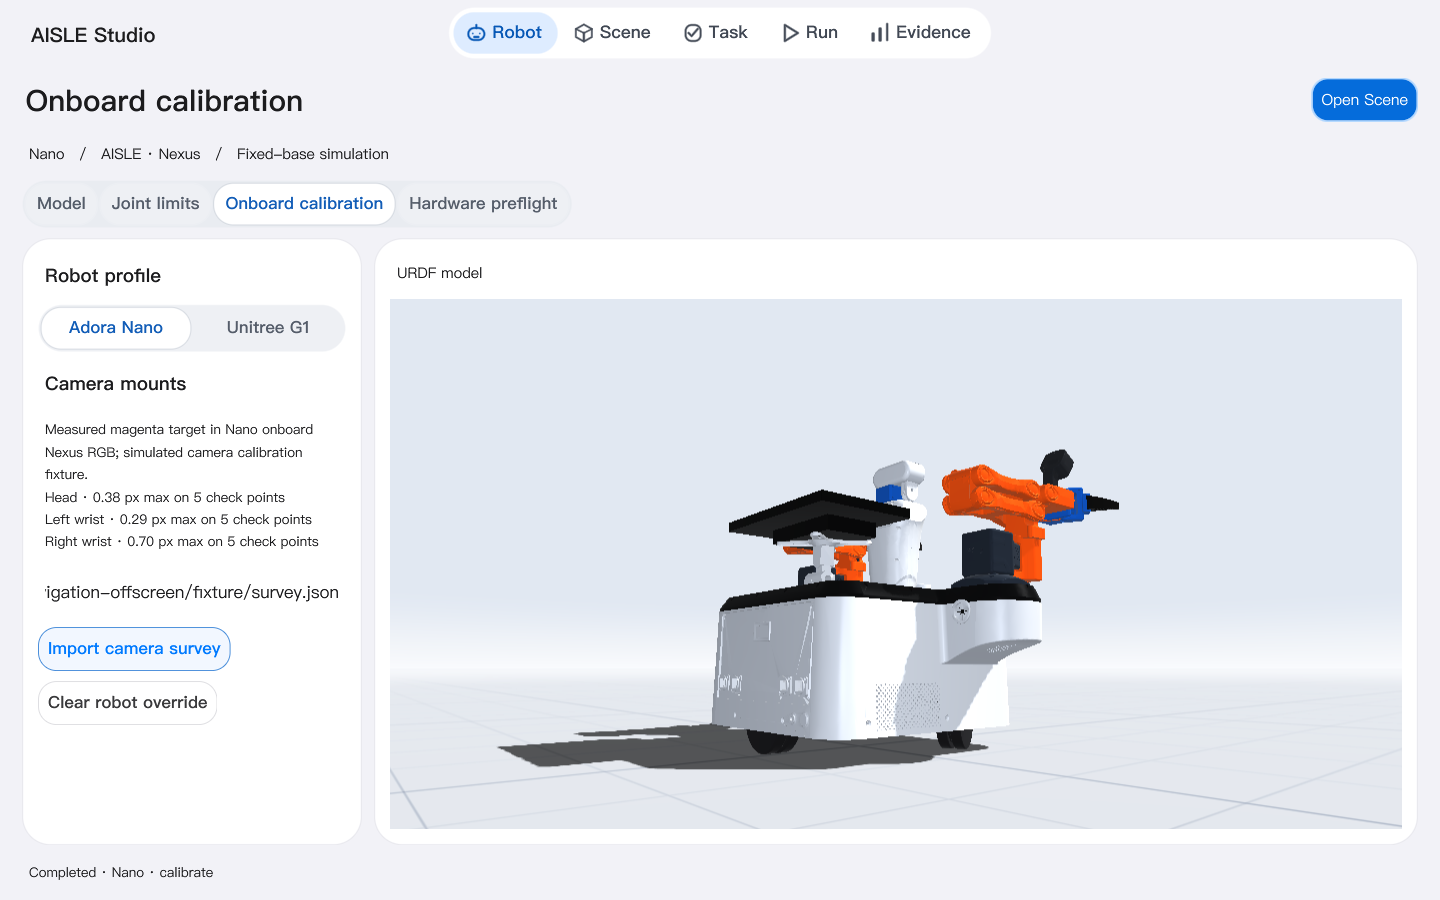 AISLE Studio
Robot
Scene
Task
Run
Evidence
Onboard calibration
Open Scene
Nano / AISLE · Nexus / Fixed-base simulation
Model
Joint limits
Onboard calibration
Hardware preflight
Robot profile
Adora Nano
Unitree G1
Camera mounts
Measured magenta target in Nano onboard
Nexus RGB; simulated camera calibration
fixture.
Head · 0.38 px max on 5 check points
Left wrist · 0.29 px max on 5 check points
Right wrist · 0.70 px max on 5 check points
igation-offscreen/fixture/survey.json
Import camera survey
Clear robot override
URDF model
Completed · Nano · calibrate